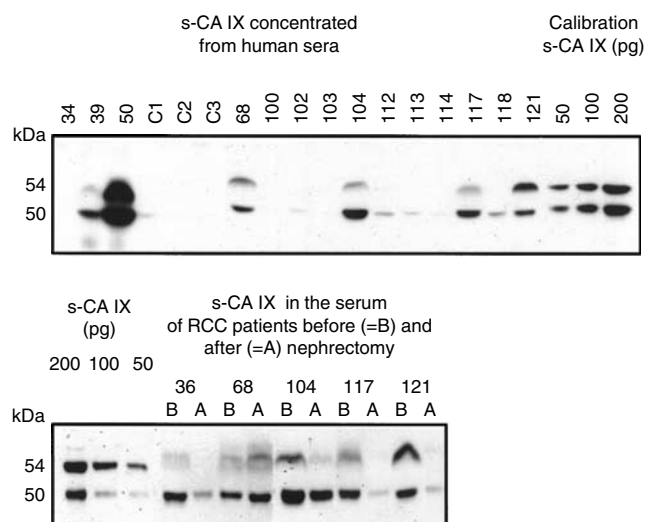 s-CA IX concentrated
from human sera
Calibration
s-CA IX (pg)
34 39 50 C1 C2 C3 68 100 102 103 104 112 113 114 117 118 121 50 100 200
kDa
54
50
s-CA IX
(pg)
s-CA IX in the serum
of RCC patients before (=B) and
after (=A) nephrectomy
200 100 50
36 68 104 117 121
B A B A B A B A B A
kDa
54
50